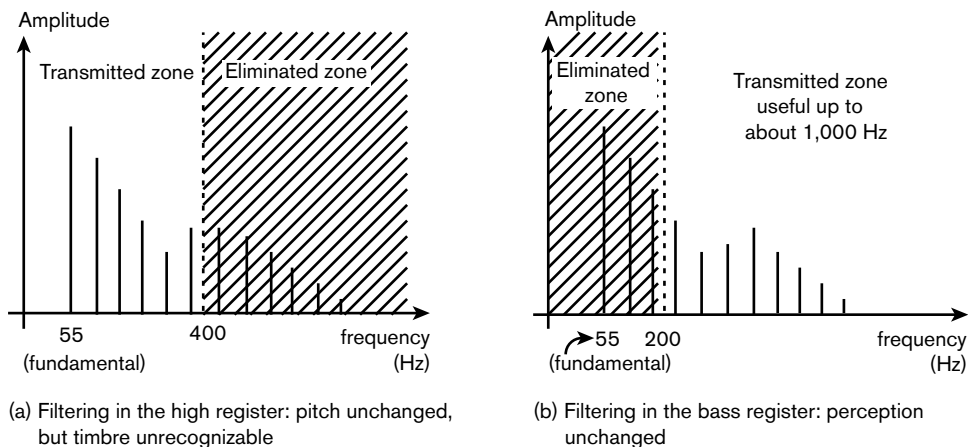 Amplitude
Transmitted zone
Eliminated zone
55
(fundamental)
400
frequency
(Hz)
(a) Filtering in the high register: pitch unchanged,
but timbre unrecognizable
Amplitude
Eliminated
zone
Transmitted zone
useful up to
about 1,000 Hz
55
200
(fundamental)
frequency
(Hz)
(b) Filtering in the bass register: perception
unchanged